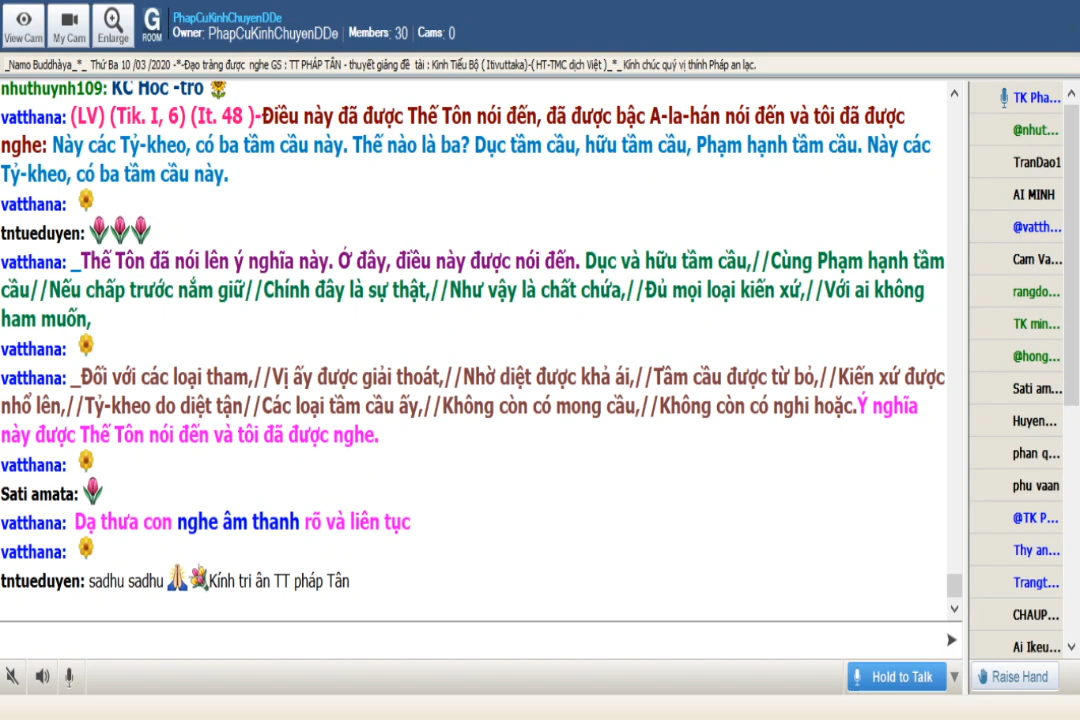 PhapCuKinhChuyenDDe
G ROOM Owner: PhapCuKinhChuyenDDe Members: 30 Cams: 0
View Cam My Cam Enlarge
_Namo Buddhàya_*_ Thứ Ba 10 /03 /2020 -*-Đạo tràng được nghe GS : TT PHÁP TÂN - thuyết giảng đề tài : Kinh Tiểu Bộ ( Itivuttaka)-( HT-TMC dịch Việt )_*_ Kính chúc quý vị thính Pháp an lạc.
nhuthuynh109: KC Hoc -tro
vatthana: (LV) (Tik. I, 6) (It. 48 )-Điều này đã được Thế Tôn nói đến, đã được bậc A-la-hán nói đến và tôi đã được
nghe: Này các Tỷ-kheo, có ba tầm cầu này. Thế nào là ba? Dục tầm cầu, hữu tầm cầu, Phạm hạnh tầm cầu. Này các
Tỷ-kheo, có ba tầm cầu này.
vatthana:
tntueduyen:
vatthana: _Thế Tôn đã nói lên ý nghĩa này. Ở đây, điều này được nói đến. Dục và hữu tầm cầu,//Cùng Phạm hạnh tầm
cầu//Nếu chấp trước nắm giữ//Chính đây là sự thật,//Như vậy là chất chứa,//Đủ mọi loại kiến xứ,//Với ai không
ham muốn,
vatthana:
vatthana: _Đối với các loại tham,//Vị ấy được giải thoát,//Nhờ diệt được khả ái,//Tầm cầu được từ bỏ,//Kiến xứ được
nhổ lên,//Tỷ-kheo do diệt tận//Các loại tầm cầu ấy,//Không còn có mong cầu,//Không còn có nghi hoặc.Ý nghĩa
này được Thế Tôn nói đến và tôi đã được nghe.
vatthana:
Sati amata:
vatthana: Dạ thưa con nghe âm thanh rõ và liên tục
vatthana:
tntueduyen: sadhu sadhu Kính tri ân TT pháp Tân
TK Pha...
@nhut...
TranDao1
AI MINH
@vatth...
Cam Va...
rangdo...
TK min...
@hong...
Sati am...
Huyen...
phan q...
phu vaan
@TK P...
Thy an...
Trangt...
CHAUP...
Ai Ikeu...
Hold to Talk
Raise Hand